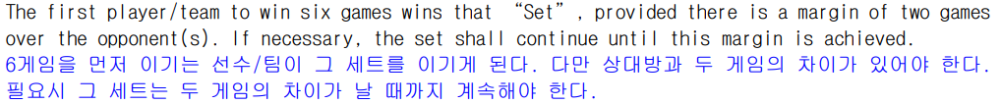 The first player/team to win six games wins that “Set”, provided there is a margin of two games
over the opponent(s). If necessary, the set shall continue until this margin is achieved.
6게임을 먼저 이기는 선수/팀이 그 세트를 이기게 된다. 다만 상대방과 두 게임의 차이가 있어야 한다.
필요시 그 세트는 두 게임의 차이가 날 때까지 계속해야 한다.